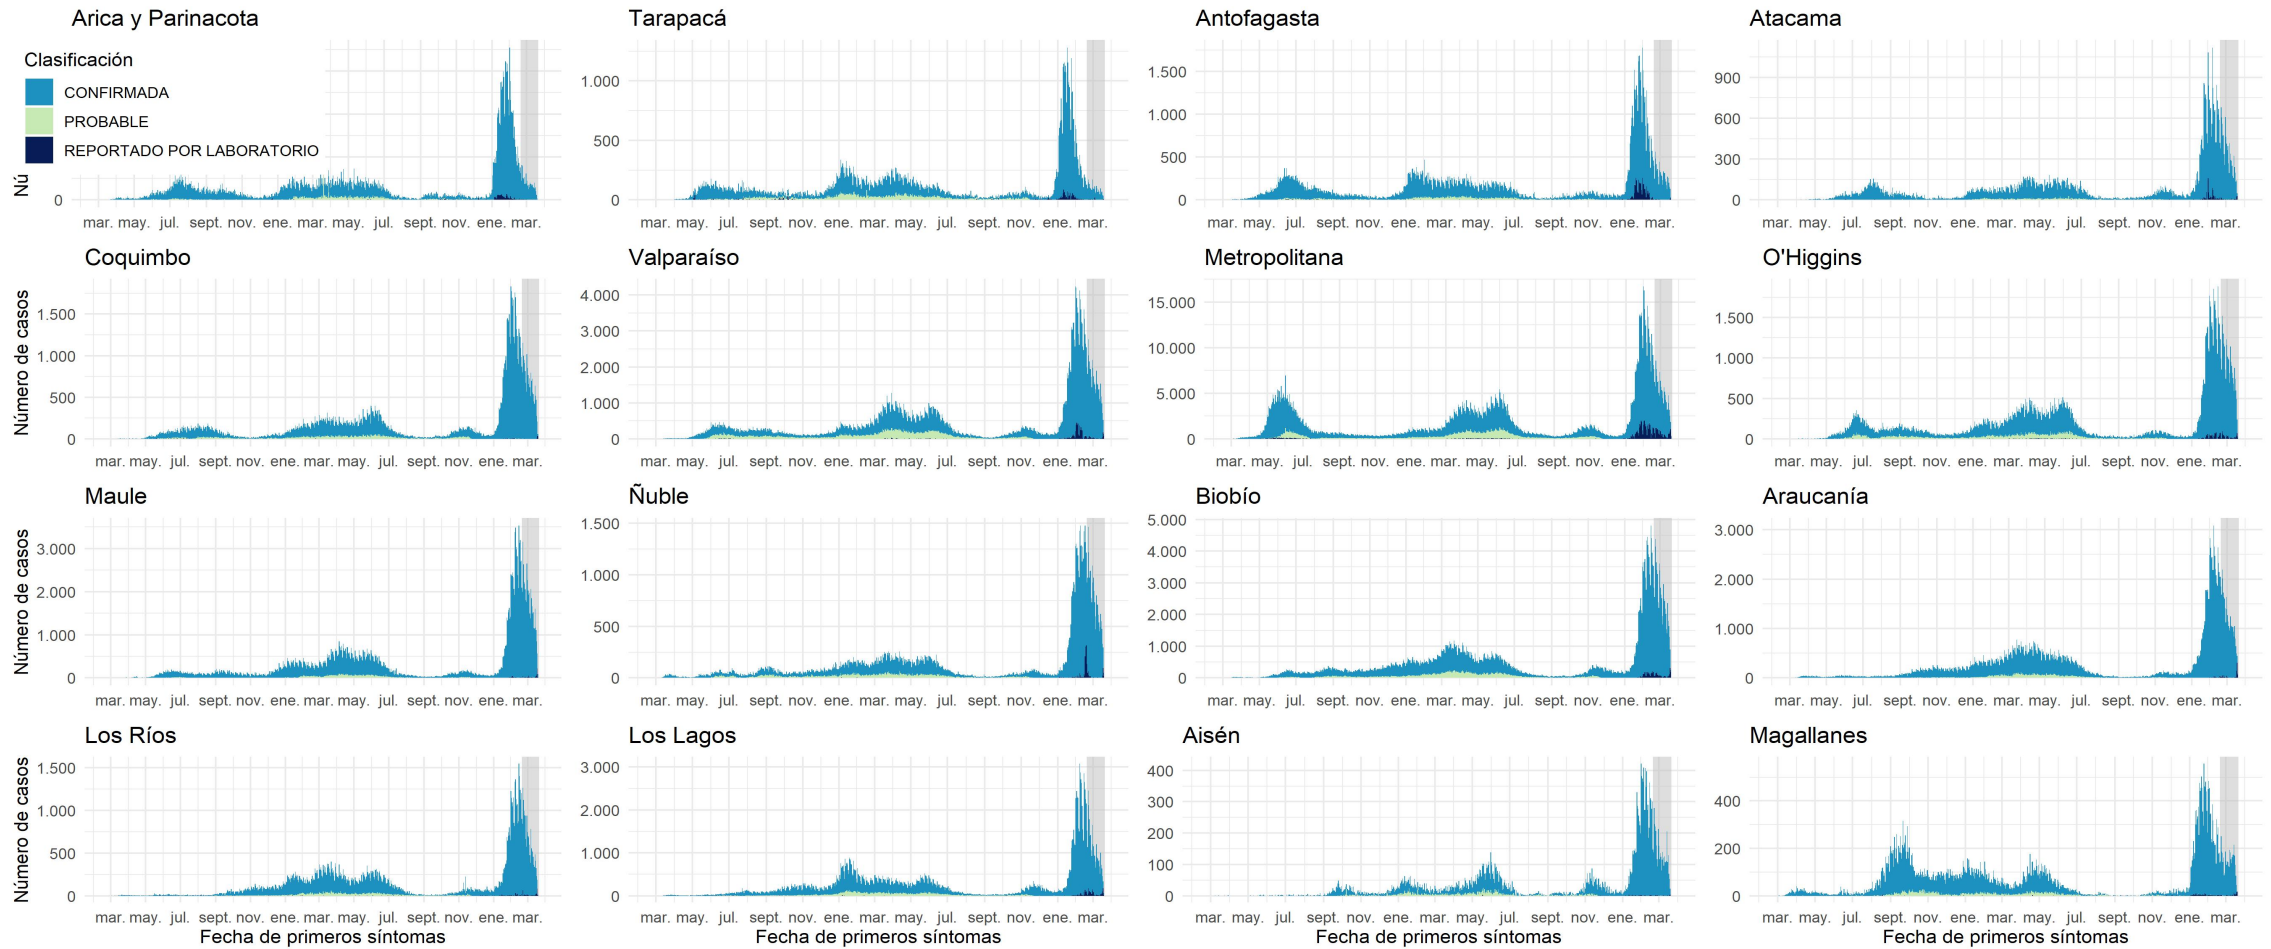 Arica y Parinacota
Tarapacá
Antofagasta
Atacama
Clasificación
CONFIRMADA
PROBABLE
REPORTADO POR LABORATORIO
Nú
0
mar. may. jul. sept. nov. ene. mar. may. jul. sept. nov. ene. mar.
1.000
500
0
mar. may. jul. sept. nov. ene. mar. may. jul. sept. nov. ene. mar.
1.500
1.000
500
0
mar. may. jul. sept. nov. ene. mar. may. jul. sept. nov. ene. mar.
900
600
300
0
mar. may. jul. sept. nov. ene. mar. may. jul. sept. nov. ene. mar.
Coquimbo
Valparaíso
Metropolitana
O'Higgins
Número de casos
1.500
1.000
500
0
mar. may. jul. sept. nov. ene. mar. may. jul. sept. nov. ene. mar.
4.000
3.000
2.000
1.000
0
mar. may. jul. sept. nov. ene. mar. may. jul. sept. nov. ene. mar.
15.000
10.000
5.000
0
mar. may. jul. sept. nov. ene. mar. may. jul. sept. nov. ene. mar.
1.500
1.000
500
0
mar. may. jul. sept. nov. ene. mar. may. jul. sept. nov. ene. mar.
Maule
Ñuble
Biobío
Araucanía
Número de casos
3.000
2.000
1.000
0
mar. may. jul. sept. nov. ene. mar. may. jul. sept. nov. ene. mar.
1.500
1.000
500
0
mar. may. jul. sept. nov. ene. mar. may. jul. sept. nov. ene. mar.
5.000
4.000
3.000
2.000
1.000
0
mar. may. jul. sept. nov. ene. mar. may. jul. sept. nov. ene. mar.
3.000
2.000
1.000
0
mar. may. jul. sept. nov. ene. mar. may. jul. sept. nov. ene. mar.
Los Ríos
Los Lagos
Aisén
Magallanes
Número de casos
1.500
1.000
500
0
mar. may. jul. sept. nov. ene. mar. may. jul. sept. nov. ene. mar.
Fecha de primeros síntomas
3.000
2.000
1.000
0
mar. may. jul. sept. nov. ene. mar. may. jul. sept. nov. ene. mar.
Fecha de primeros síntomas
400
300
200
100
0
mar. may. jul. sept. nov. ene. mar. may. jul. sept. nov. ene. mar.
Fecha de primeros síntomas
400
200
0
mar. may. jul. sept. nov. ene. mar. may. jul. sept. nov. ene. mar.
Fecha de primeros síntomas